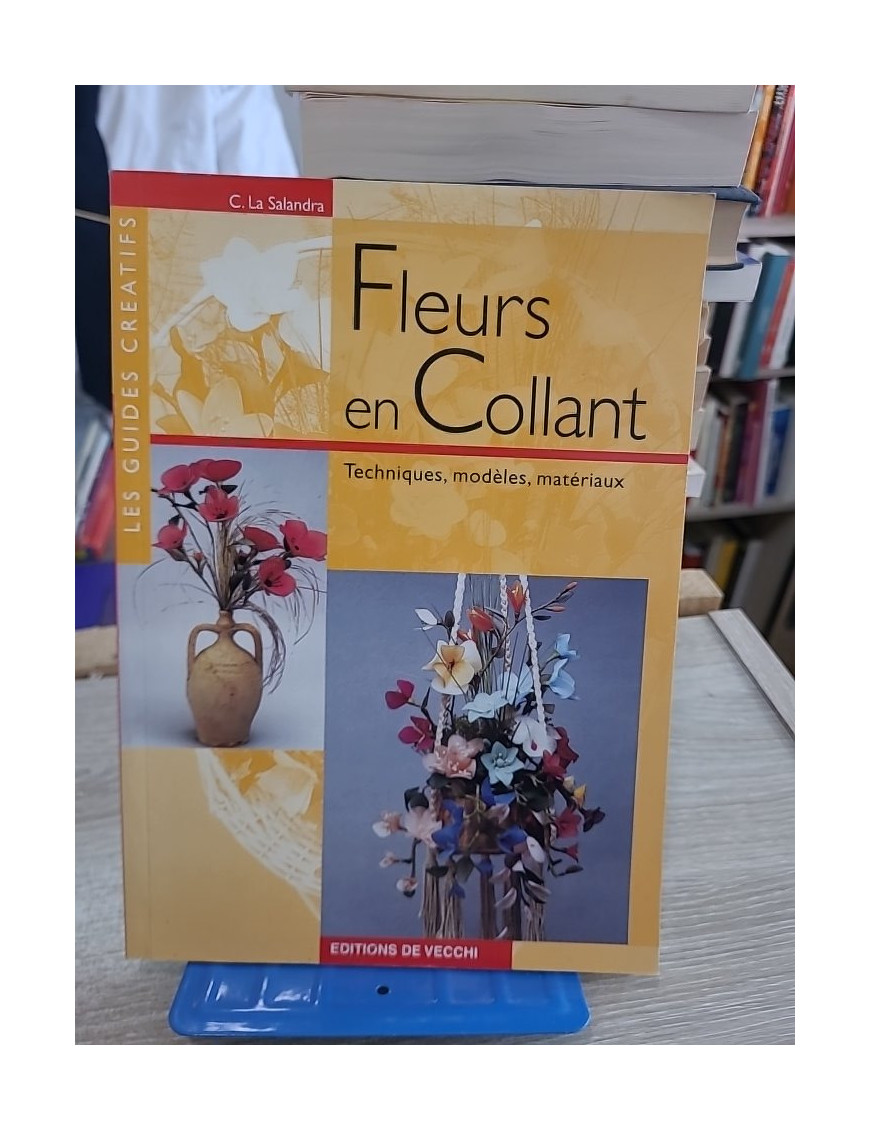 C. La Salandra
LES GUIDES CREATIFS
Fleurs
en Collant
Techniques, modèles, matériaux
EDITIONS DE VECCHI